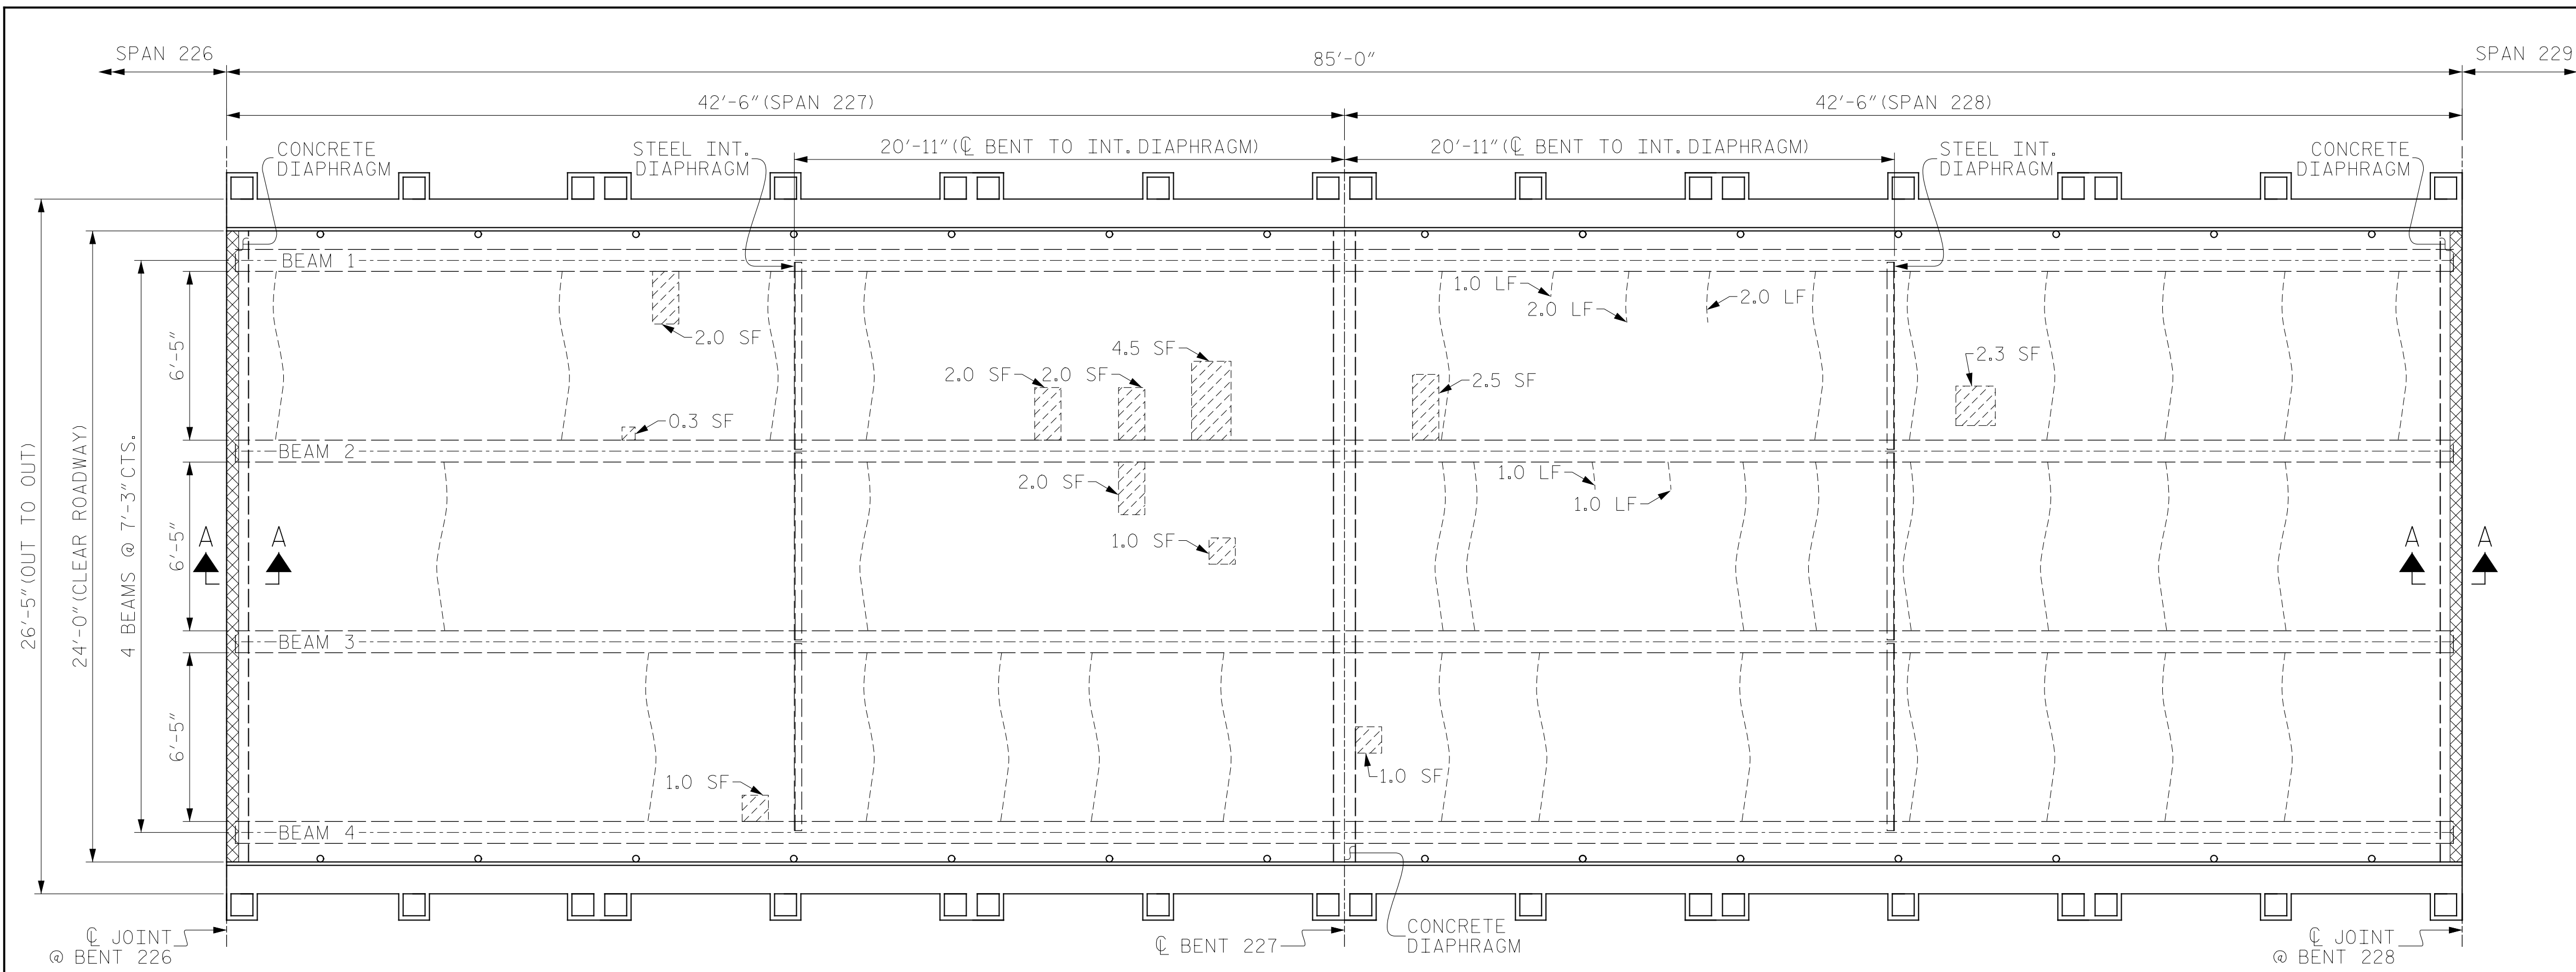 SPAN 226
85'-0"
SPAN 229
42'-6"(SPAN 227)
42'-6"(SPAN 228)
CONCRETE
DIAPHRAGM
STEEL INT.
DIAPHRAGM
20'-11"(℄ BENT TO INT. DIAPHRAGM)
20'-11"(℄ BENT TO INT. DIAPHRAGM)
STEEL INT.
DIAPHRAGM
CONCRETE
DIAPHRAGM
26'-5"(OUT TO OUT)
24'-0"(CLEAR ROADWAY)
4 BEAMS @ 7'-3" CTS.
6'-5"
6'-5"
6'-5"
BEAM 1
2.0 SF
0.3 SF
2.0 SF
2.0 SF
4.5 SF
1.0 LF
2.0 LF
2.0 LF
2.5 SF
2.3 SF
BEAM 2
2.0 SF
1.0 SF
1.0 LF
1.0 LF
A
A
A
A
BEAM 3
1.0 SF
1.0 SF
BEAM 4
℄ JOINT
@ BENT 226
℄ BENT 227
CONCRETE
DIAPHRAGM
℄ JOINT
@ BENT 228